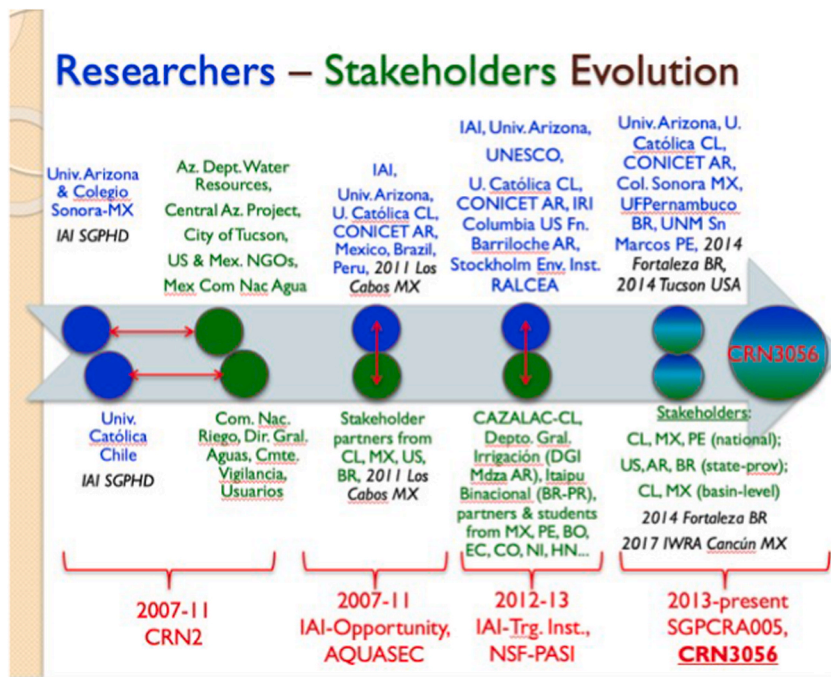 Researchers – Stakeholders Evolution
Univ. Arizona
& Colegio
Sonora-MX
IAI SGPHD
Az. Dept. Water
Resources,
Central Az. Project,
City of Tucson,
US & Mex. NGOs,
Mex Com Nac Agua
IAI,
Univ. Arizona,
U. Católica CL,
CONICET AR,
Mexico, Brazil,
Peru, 2011 Los
Cabos MX
IAI, Univ. Arizona,
UNESCO,
U. Católica CL,
CONICET AR, IRI
Columbia US Fn.
Barriloche AR,
Stockholm Env. Inst.
RALCEA
Univ. Arizona, U.
Católica CL,
CONICET AR,
Col. Sonora MX,
UFPernambuco
BR, UNM Sn
Marcos PE, 2014
Fortaleza BR,
2014 Tucson USA
CRN3056
Univ.
Católica
Chile
IAI SGPHD
Com. Nac.
Riego, Dir. Gral.
Aguas, Cmte.
Vigilancia,
Usuarios
Stakeholder
partners from
CL, MX, US,
BR, 2011 Los
Cabos MX
CAZALAC-CL,
Depto. Gral.
Irrigación (DGI
Mdza AR), Itaipu
Binacional (BR-PR),
partners & students
from MX, PE, BO,
EC, CO, NI, HN...
Stakeholders:
CL, MX, PE (national);
US, AR, BR (state-prov);
CL, MX (basin-level)
2014 Fortaleza BR
2017 IWRA Cancún MX
2007-11
CRN2
2007-11
IAI-Opportunity,
AQUASEC
2012-13
IAI-Trg. Inst.,
NSF-PASI
2013-present
SGPCRA005,
CRN3056